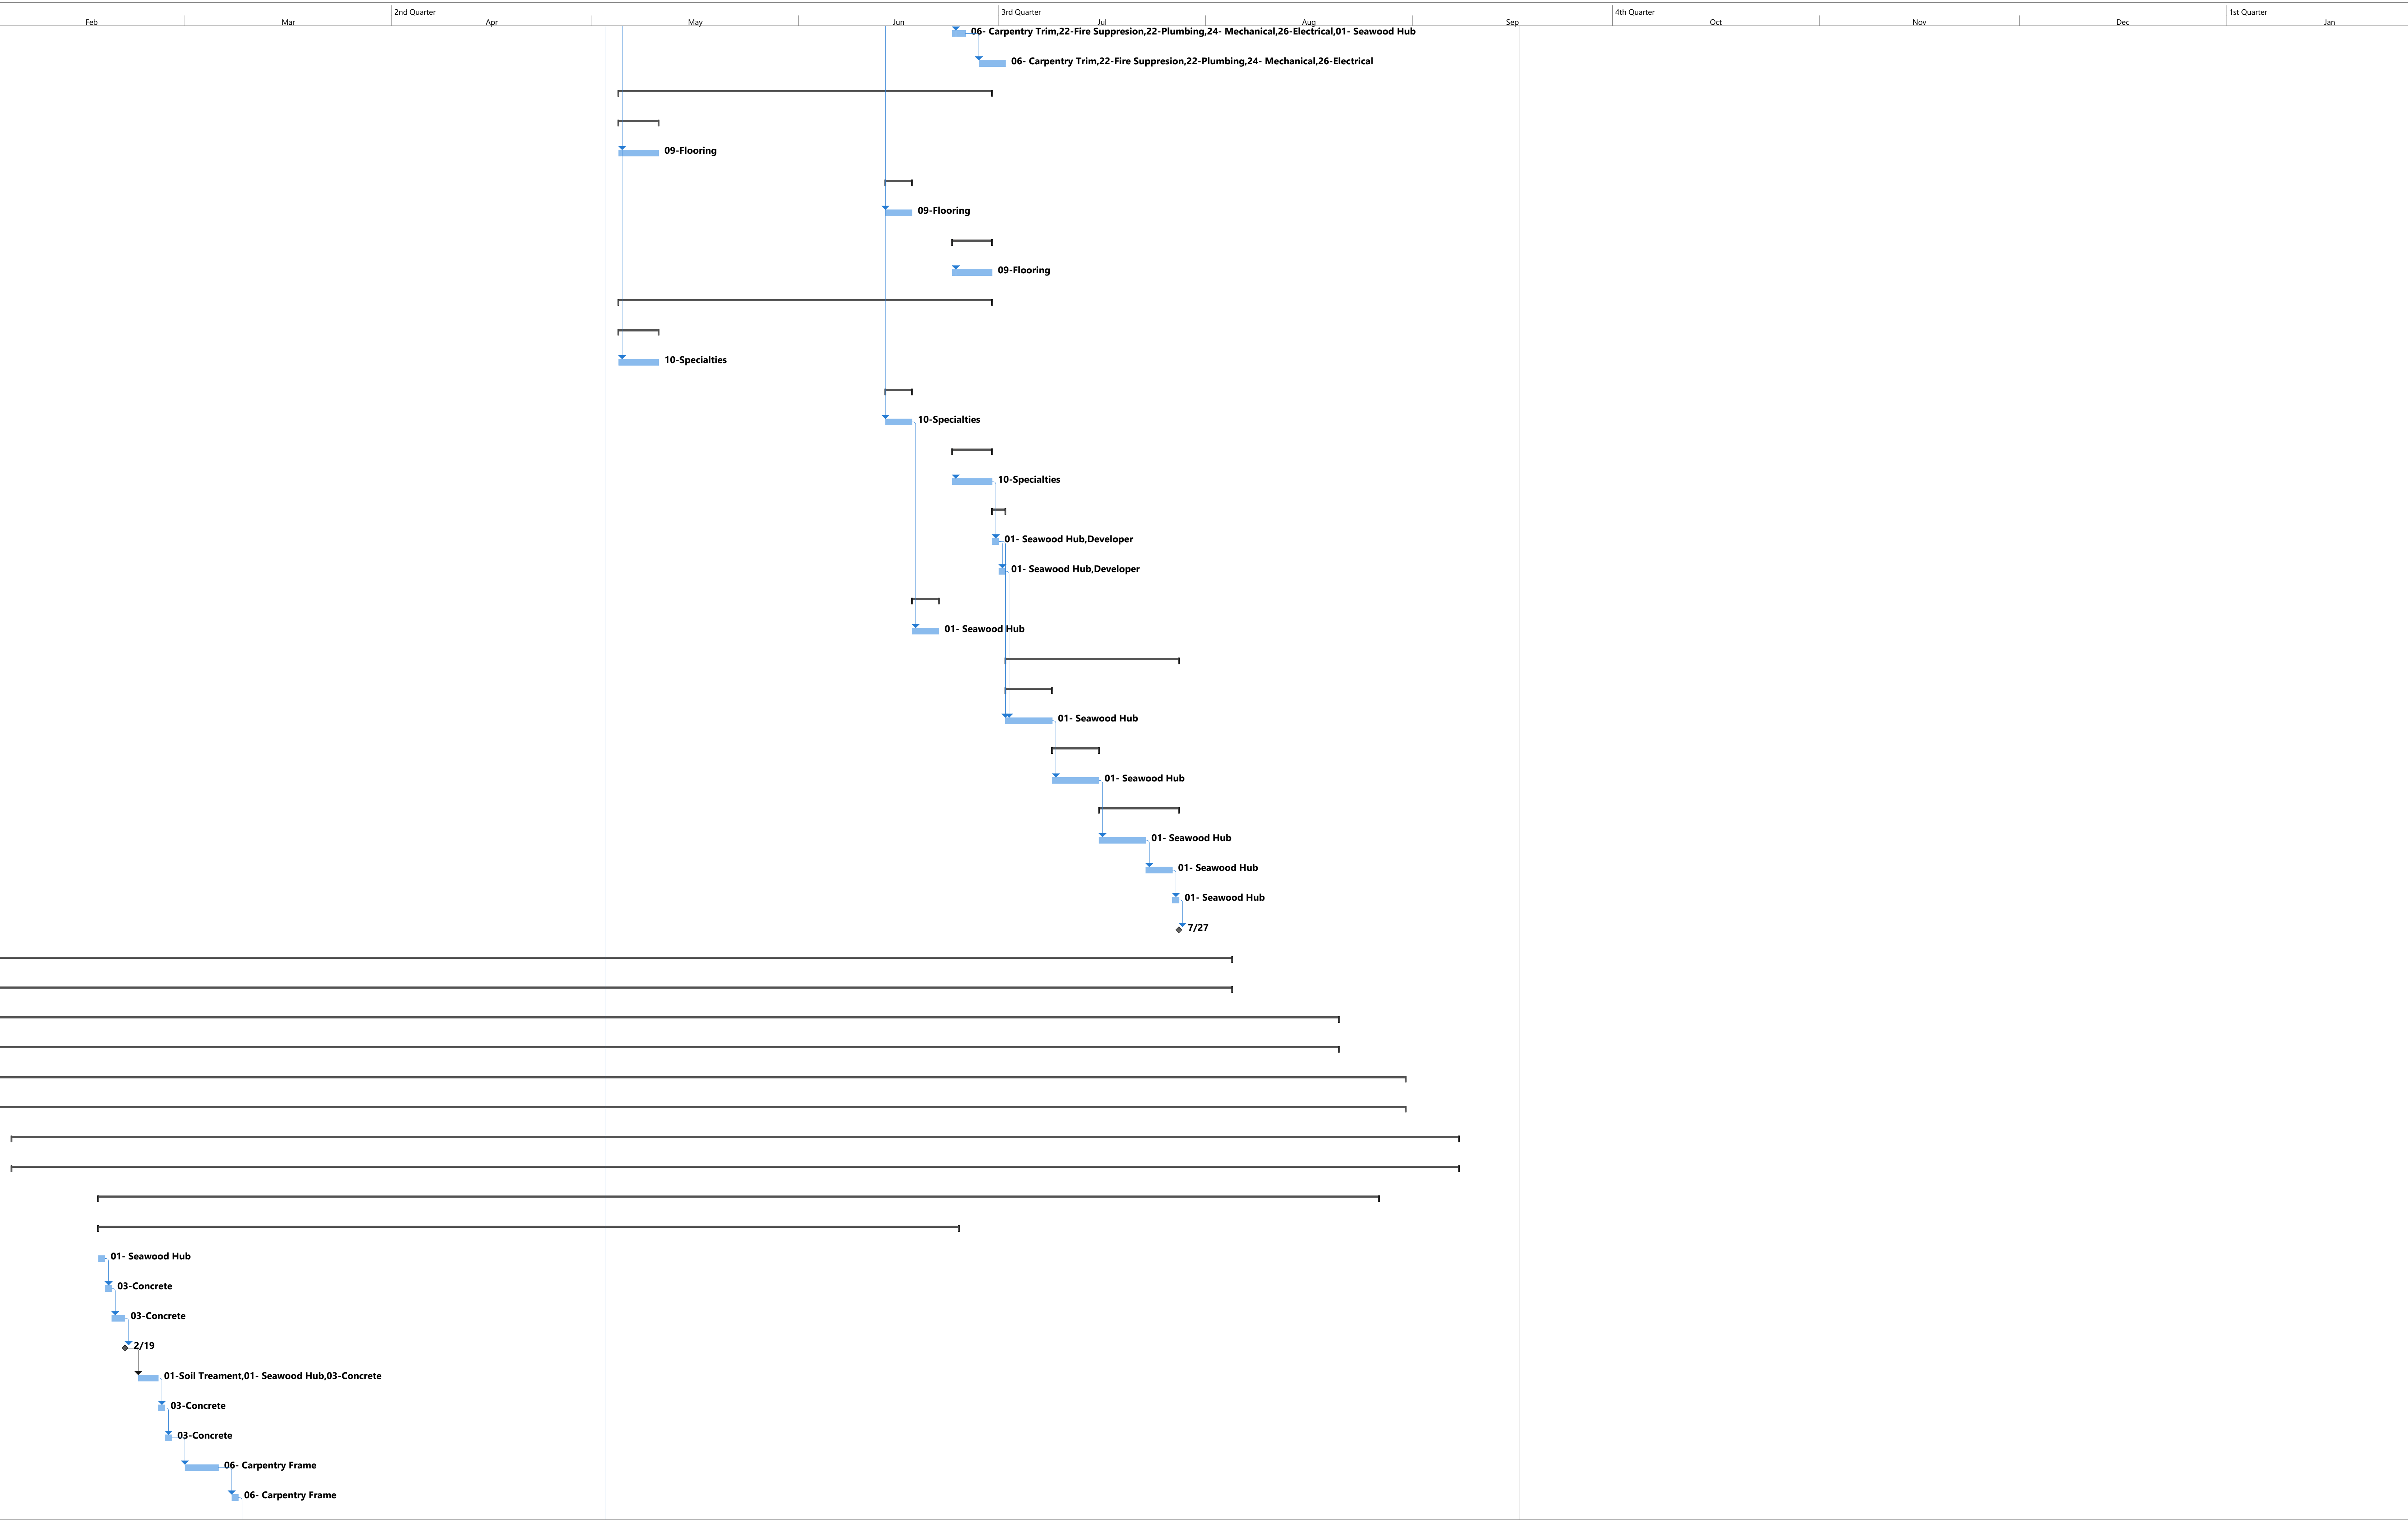 2nd Quarter 3rd Quarter 4th Quarter 1st Quarter
Feb Mar Apr May Jun Jul Aug Sep Oct Nov Dec Jan
06- Carpentry Trim,22-Fire Suppresion,22-Plumbing,24- Mechanical,26-Electrical,01- Seawood Hub
06- Carpentry Trim,22-Fire Suppresion,22-Plumbing,24- Mechanical,26-Electrical
09-Flooring
09-Flooring
09-Flooring
10-Specialties
10-Specialties
10-Specialties
01- Seawood Hub,Developer
01- Seawood Hub,Developer
01- Seawood Hub
01- Seawood Hub
01- Seawood Hub
01- Seawood Hub
01- Seawood Hub
01- Seawood Hub
7/27
01- Seawood Hub
03-Concrete
03-Concrete
2/19
01-Soil Treament,01- Seawood Hub,03-Concrete
03-Concrete
03-Concrete
06- Carpentry Frame
06- Carpentry Frame